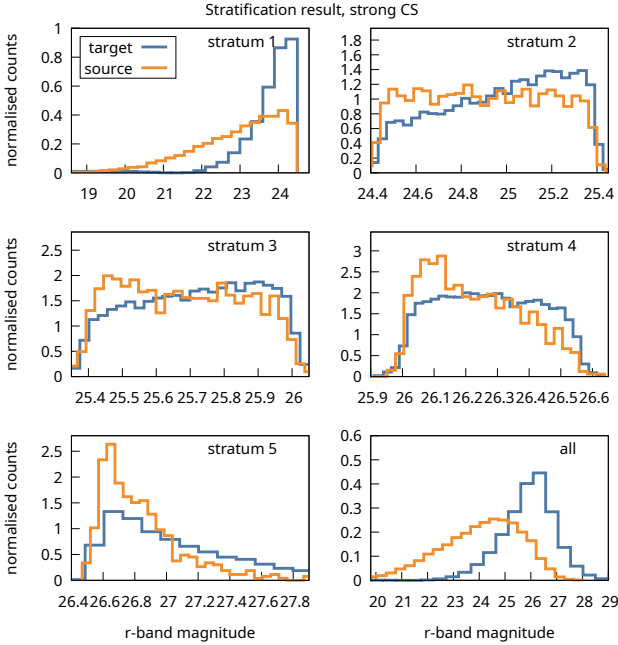 Stratification result, strong CS
normalised counts
target
source
stratum 1
1
0.8
0.6
0.4
0.2
0
19 20 21 22 23 24
stratum 2
1.8
1.6
1.4
1.2
1
0.8
0.6
0.4
0.2
0
24.4 24.6 24.8 25 25.2 25.4
normalised counts
stratum 3
2.5
2
1.5
1
0.5
0
25.4 25.5 25.6 25.7 25.8 25.9 26
stratum 4
3
2.5
2
1.5
1
0.5
0
25.9 26 26.1 26.2 26.3 26.4 26.5 26.6
normalised counts
stratum 5
2.5
2
1.5
1
0.5
0
26.4 26.6 26.8 27 27.2 27.4 27.6 27.8
r-band magnitude
all
0.6
0.5
0.4
0.3
0.2
0.1
0
20 21 22 23 24 25 26 27 28 29
r-band magnitude